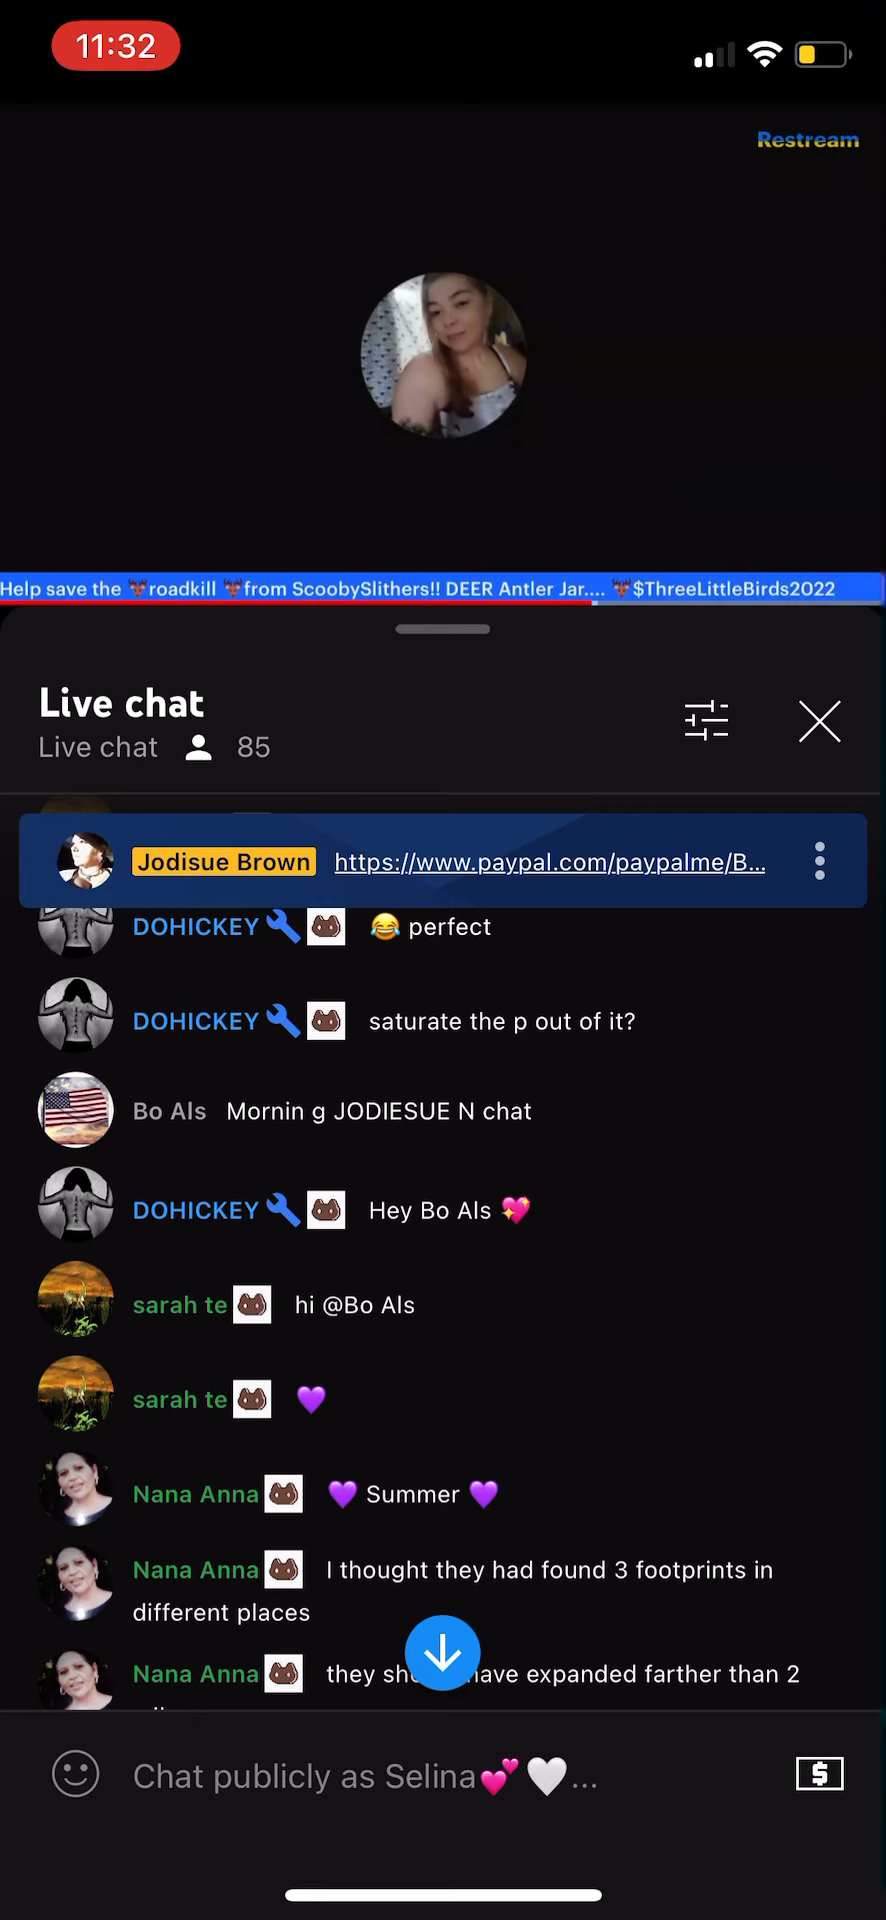 11:32
Restream
Help save the roadkill from ScoobySlithers!! DEER Antler Jar.... $ThreeLittleBirds2022
Live chat
Live chat 85
Jodisue Brown https://www.paypal.com/paypalme/B...
DOHICKEY 😂 perfect
DOHICKEY saturate the p out of it?
Bo Als Mornin g JODIESUE N chat
DOHICKEY Hey Bo Als 💖
sarah te hi @Bo Als
sarah te 💜
Nana Anna 💜 Summer 💜
Nana Anna I thought they had found 3 footprints in
different places
Nana Anna they have expanded farther than 2
Chat publicly as Selina💕🤍...